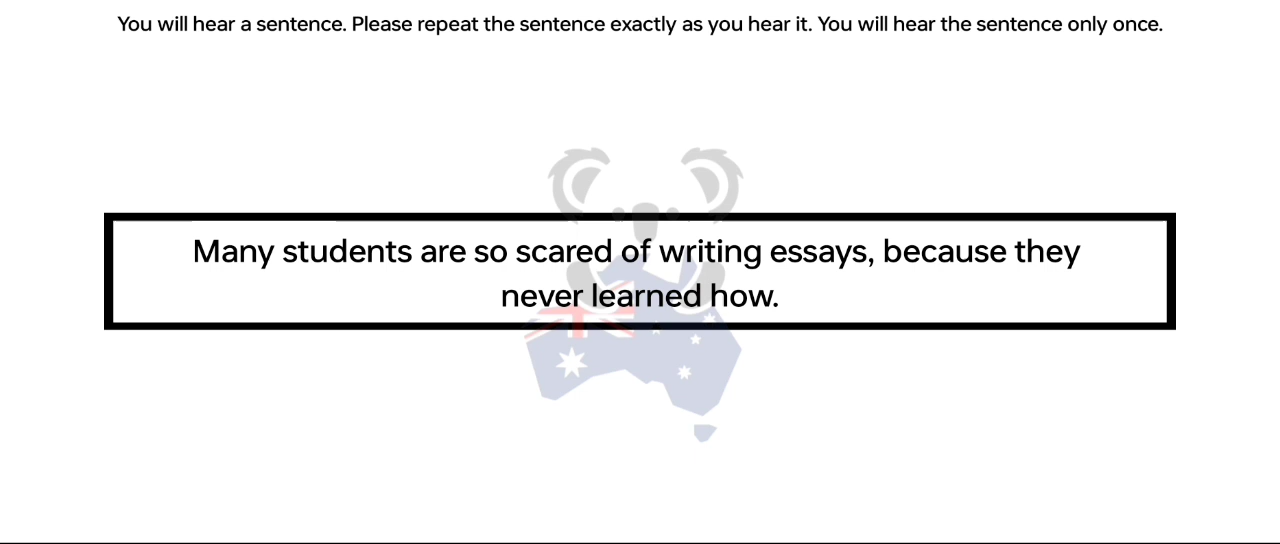 You will hear a sentence. Please repeat the sentence exactly as you hear it. You will hear the sentence only once.
Many students are so scared of writing essays, because they
never learned how.